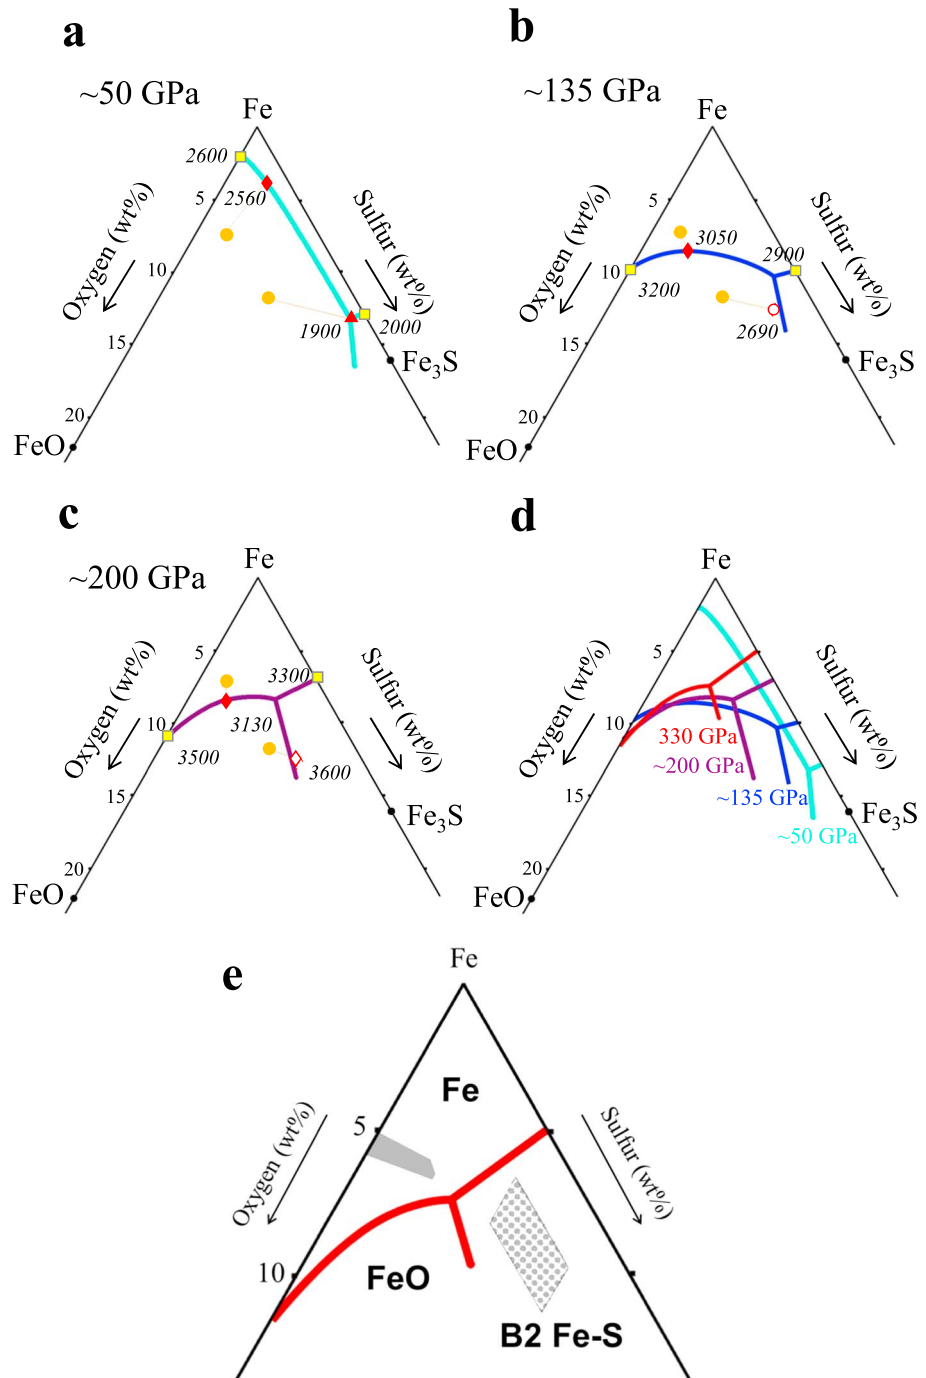 a
~50 GPa
Fe
2600
5
2560
Oxygen (wt%)
Sulfur (wt%)
10
1900
2000
15
Fe₃S
20
FeO
b
~135 GPa
Fe
5
3050
Oxygen (wt%)
Sulfur (wt%)
2900
10
3200
2690
15
Fe₃S
20
FeO
c
~200 GPa
Fe
5
Oxygen (wt%)
Sulfur (wt%)
3300
10
3130
3500
3600
15
Fe₃S
20
FeO
d
Fe
5
Oxygen (wt%)
Sulfur (wt%)
10
330 GPa
~200 GPa
~135 GPa
15
Fe₃S
~50 GPa
20
FeO
e
Fe
Fe
5
Oxygen (wt%)
Sulfur (wt%)
10
FeO
B2 Fe-S